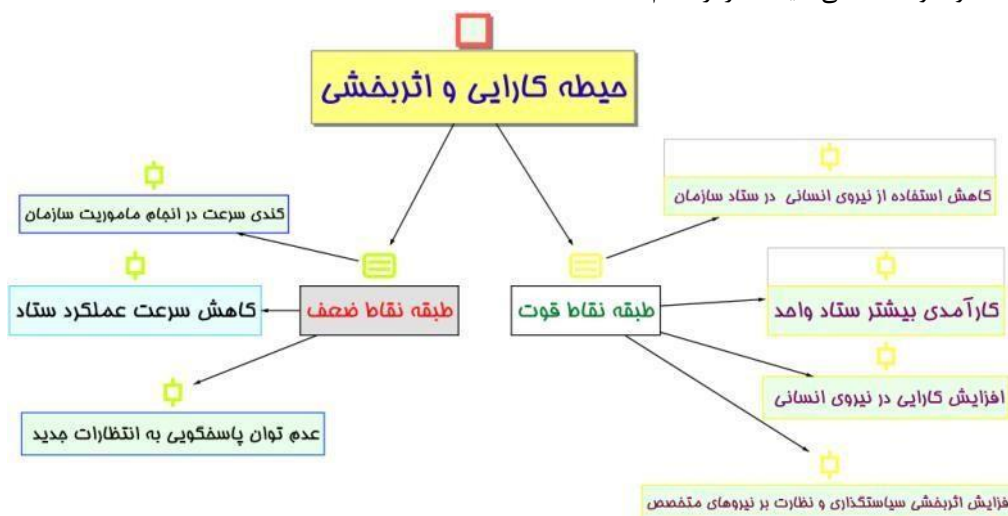 حیطه کارایی و اثربخشی
کاهش استفاده از نیروی انسانی در ستاد سازمان
کندی سرعت در انجام ماموریت سازمان
طبقه نقاط قوت
طبقه نقاط ضعف
کارآمدی بیشتر ستاد واحد
کاهش سرعت عملکرد ستاد
افزایش کارایی در نیروی انسانی
عدم توان پاسخگویی به انتظارات جدید
فزایش اثربخشی سیاستگذاری و نظارت بر نیروهای متخصص